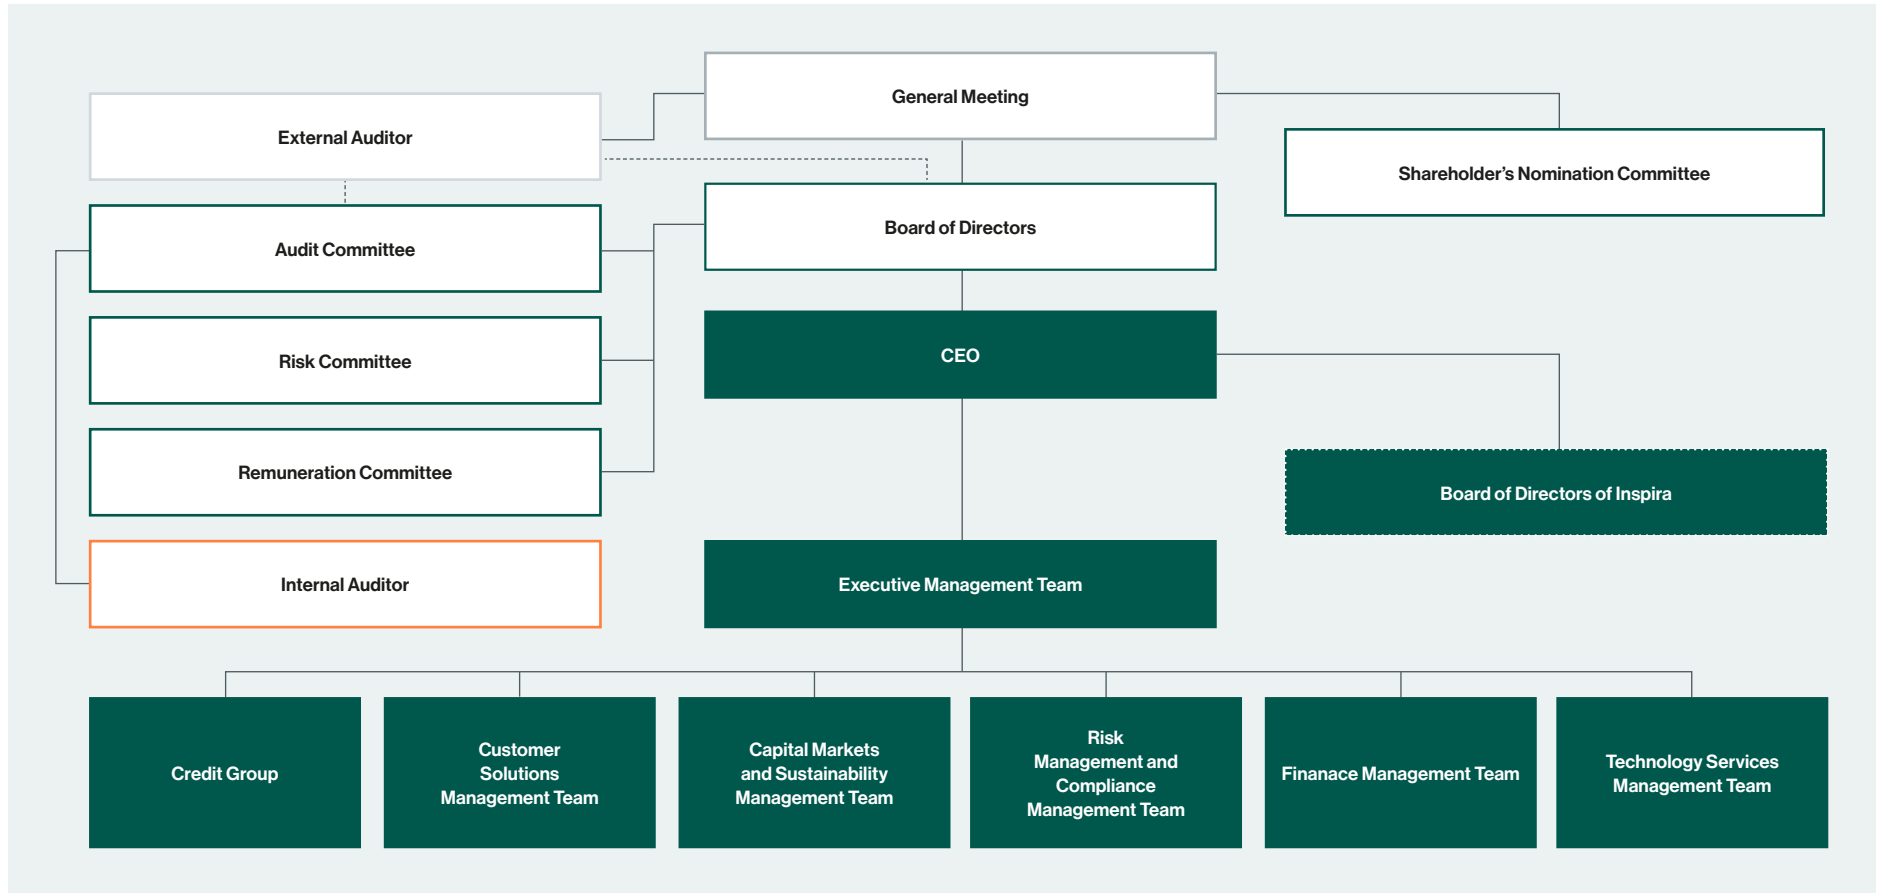 General Meeting
External Auditor
Shareholder’s Nomination Committee
Board of Directors
Audit Committee
CEO
Risk Committee
Remuneration Committee
Board of Directors of Inspira
Internal Auditor
Executive Management Team
Credit Group
Customer
Solutions
Management Team
Capital Markets
and Sustainability
Management Team
Risk
Management and
Compliance
Management Team
Finanace Management Team
Technology Services
Management Team